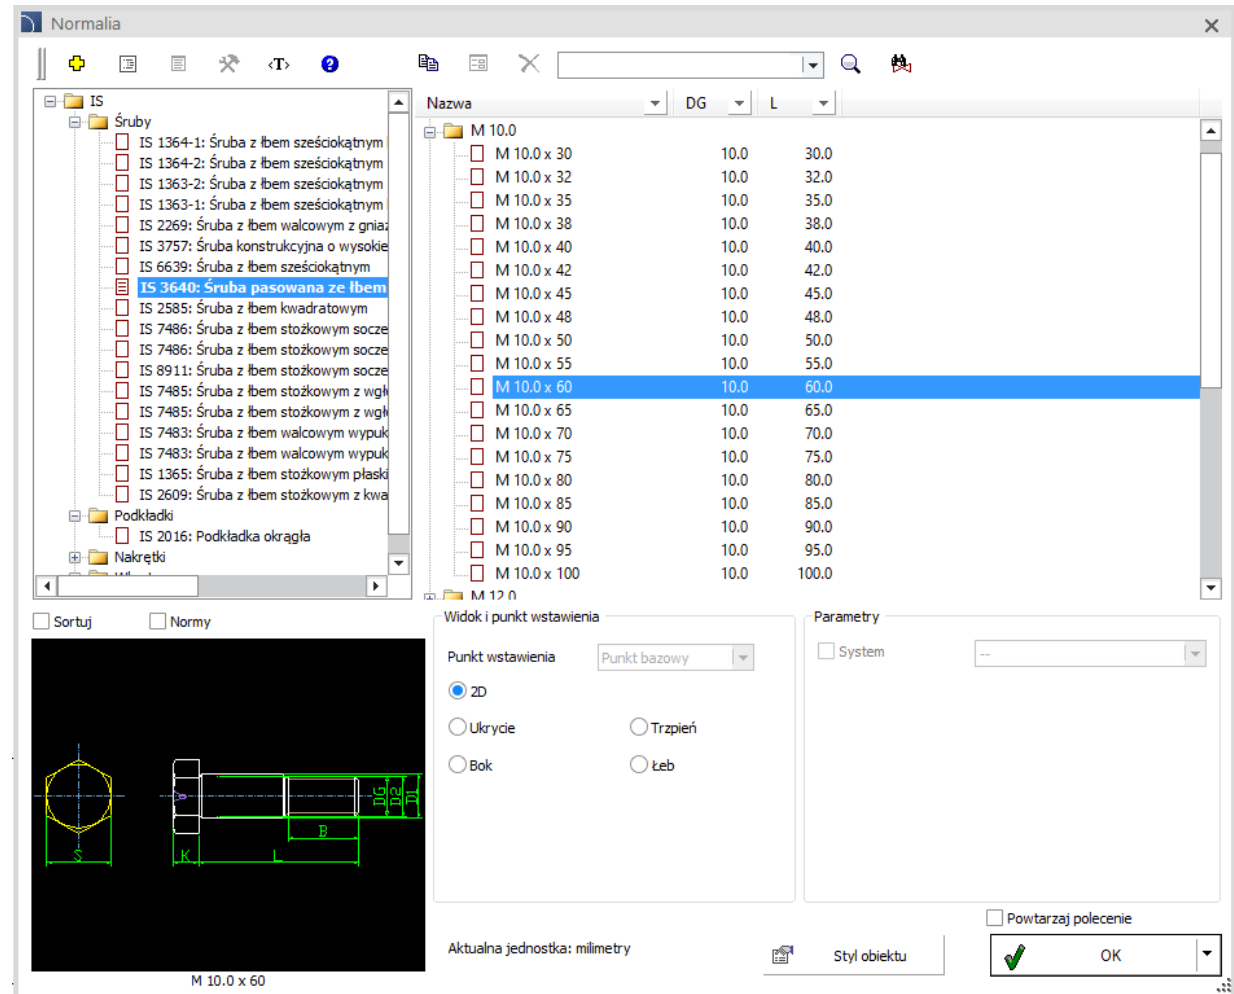 Normalia
<T>
IS
Śruby
IS 1364-1: Śruba z łbem sześciokątnym
IS 1364-2: Śruba z łbem sześciokątnym
IS 1363-2: Śruba z łbem sześciokątnym
IS 1363-1: Śruba z łbem sześciokątnym
IS 2269: Śruba z łbem walcowym z gniaz
IS 3757: Śruba konstrukcyjna o wysokie
IS 6639: Śruba z łbem sześciokątnym
IS 3640: Śruba pasowana ze łbem
IS 2585: Śruba z łbem kwadratowym
IS 7486: Śruba z łbem stożkowym socze
IS 7486: Śruba z łbem stożkowym socze
IS 8911: Śruba z łbem stożkowym socze
IS 7485: Śruba z łbem stożkowym z wgł
IS 7485: Śruba z łbem stożkowym z wgł
IS 7483: Śruba z łbem walcowym wypuk
IS 7483: Śruba z łbem walcowym wypuk
IS 1365: Śruba z łbem stożkowym płaski
IS 2609: Śruba z łbem stożkowym z kwa
Podkładki
IS 2016: Podkładka okrągła
Nakrętki
Nazwa DG L
M 10.0
M 10.0 x 30 10.0 30.0
M 10.0 x 32 10.0 32.0
M 10.0 x 35 10.0 35.0
M 10.0 x 38 10.0 38.0
M 10.0 x 40 10.0 40.0
M 10.0 x 42 10.0 42.0
M 10.0 x 45 10.0 45.0
M 10.0 x 48 10.0 48.0
M 10.0 x 50 10.0 50.0
M 10.0 x 55 10.0 55.0
M 10.0 x 60 10.0 60.0
M 10.0 x 65 10.0 65.0
M 10.0 x 70 10.0 70.0
M 10.0 x 75 10.0 75.0
M 10.0 x 80 10.0 80.0
M 10.0 x 85 10.0 85.0
M 10.0 x 90 10.0 90.0
M 10.0 x 95 10.0 95.0
M 10.0 x 100 10.0 100.0
M 12.0
Sortuj Normy
S K L B DG D2 D1
M 10.0 x 60
Widok i punkt wstawienia
Punkt wstawienia Punkt bazowy
2D
Ukrycie Trzpień
Bok Łeb
Parametry
System --
Aktualna jednostka: milimetry
Styl obiektu
Powtarzaj polecenie
OK